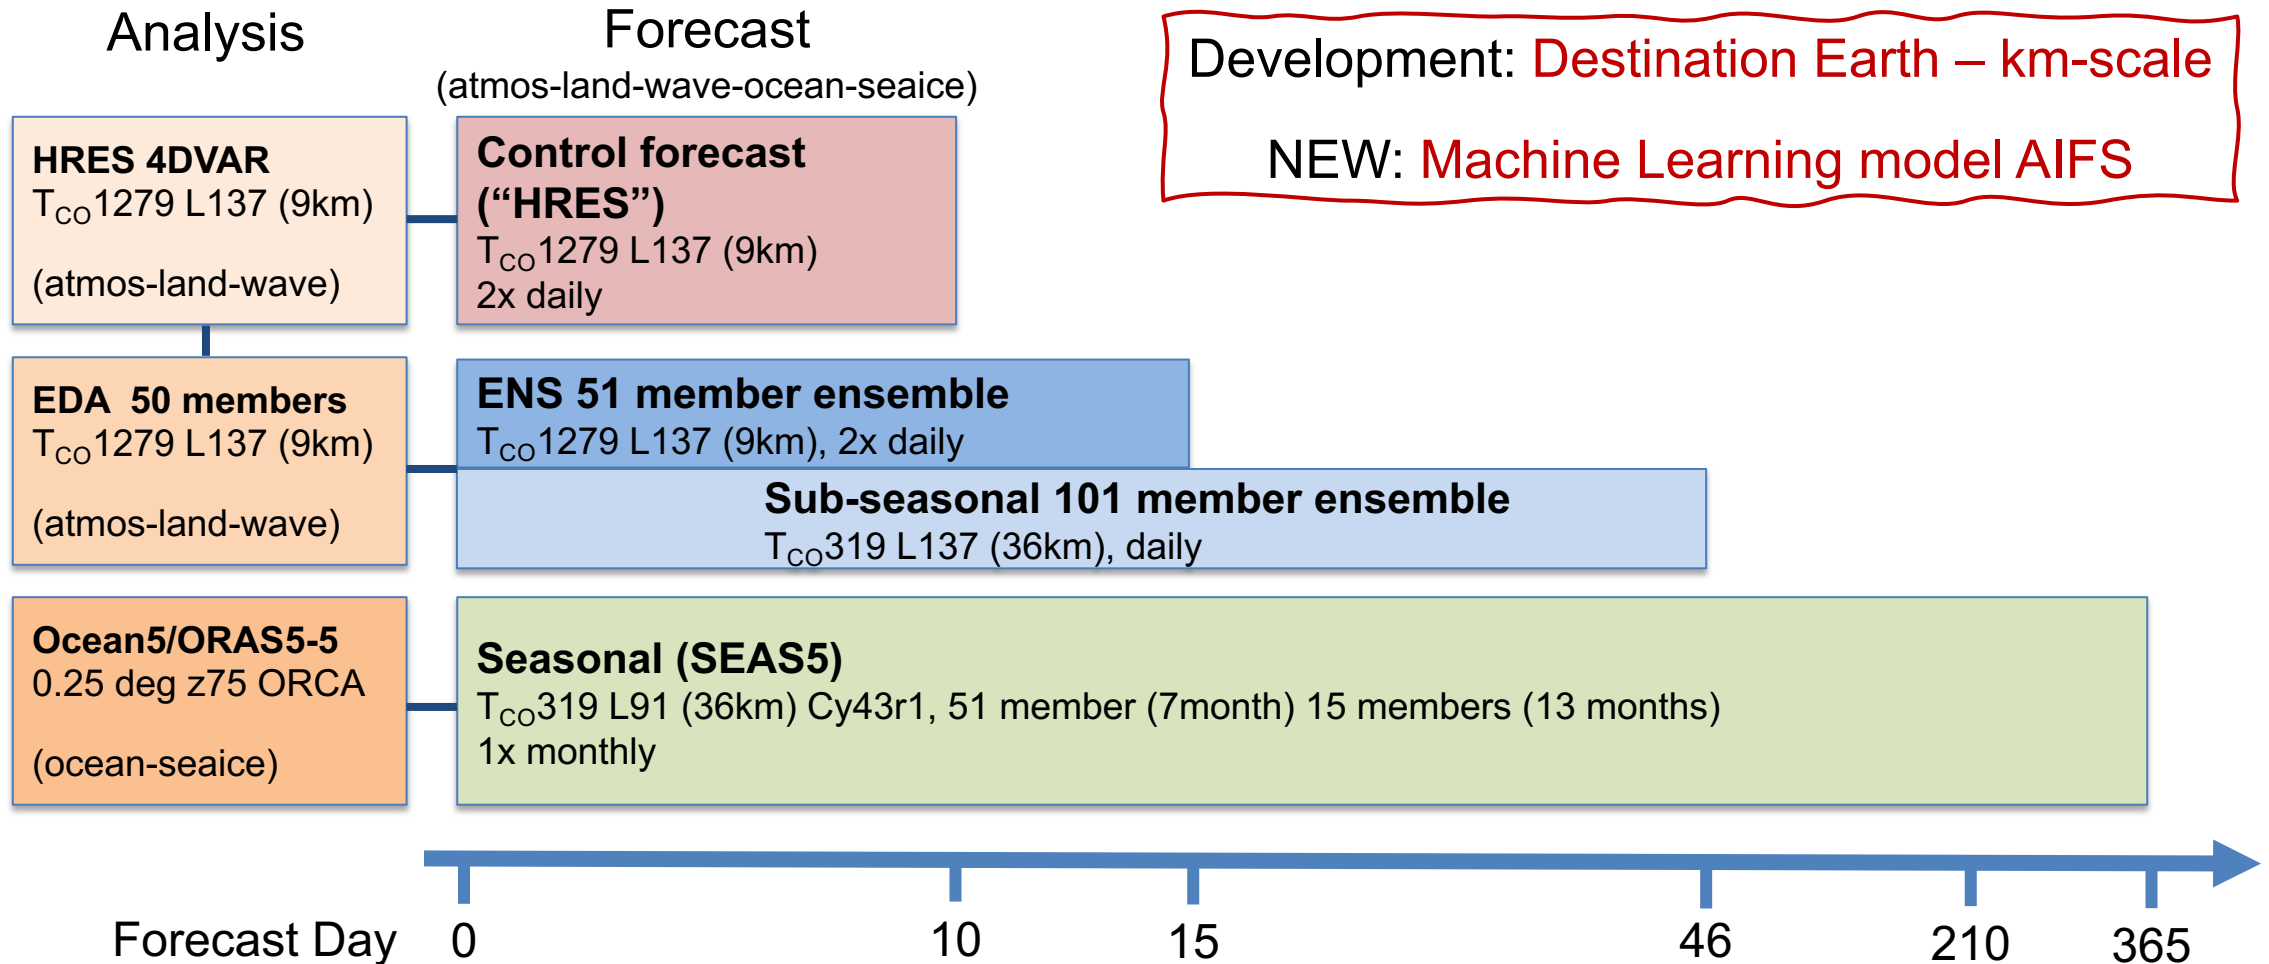 Analysis
Forecast
(atmos-land-wave-ocean-seaice)
Development: Destination Earth – km-scale
NEW: Machine Learning model AIFS
HRES 4DVAR
TCO1279 L137 (9km)
(atmos-land-wave)
Control forecast
(“HRES”)
TCO1279 L137 (9km)
2x daily
EDA 50 members
TCO1279 L137 (9km)
(atmos-land-wave)
ENS 51 member ensemble
TCO1279 L137 (9km), 2x daily
Sub-seasonal 101 member ensemble
TCO319 L137 (36km), daily
Ocean5/ORAS5-5
0.25 deg z75 ORCA
(ocean-seaice)
Seasonal (SEAS5)
TCO319 L91 (36km) Cy43r1, 51 member (7month) 15 members (13 months)
1x monthly
Forecast Day 0 10 15 46 210 365